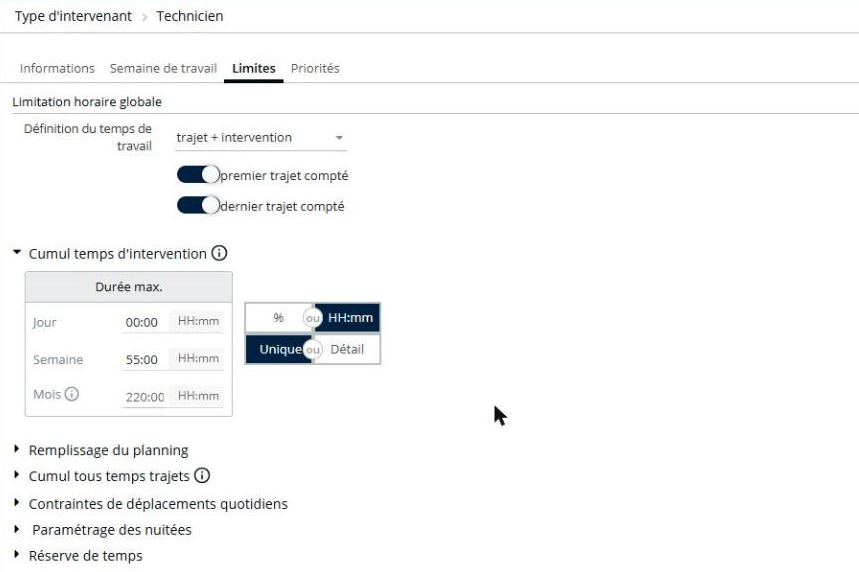 Type d'intervenant > Technicien
Informations Semaine de travail Limites Priorités
Limitation horaire globale
Définition du temps de
travail
trajet + intervention
premier trajet compté
dernier trajet compté
Cumul temps d'intervention
Durée max.
Jour 00:00 HH:mm
% ou HH:mm
Unique ou Détail
Semaine 55:00 HH:mm
Mois 220:00 HH:mm
Remplissage du planning
Cumul tous temps trajets
Contraintes de déplacements quotidiens
Paramétrage des nuitées
Réserve de temps